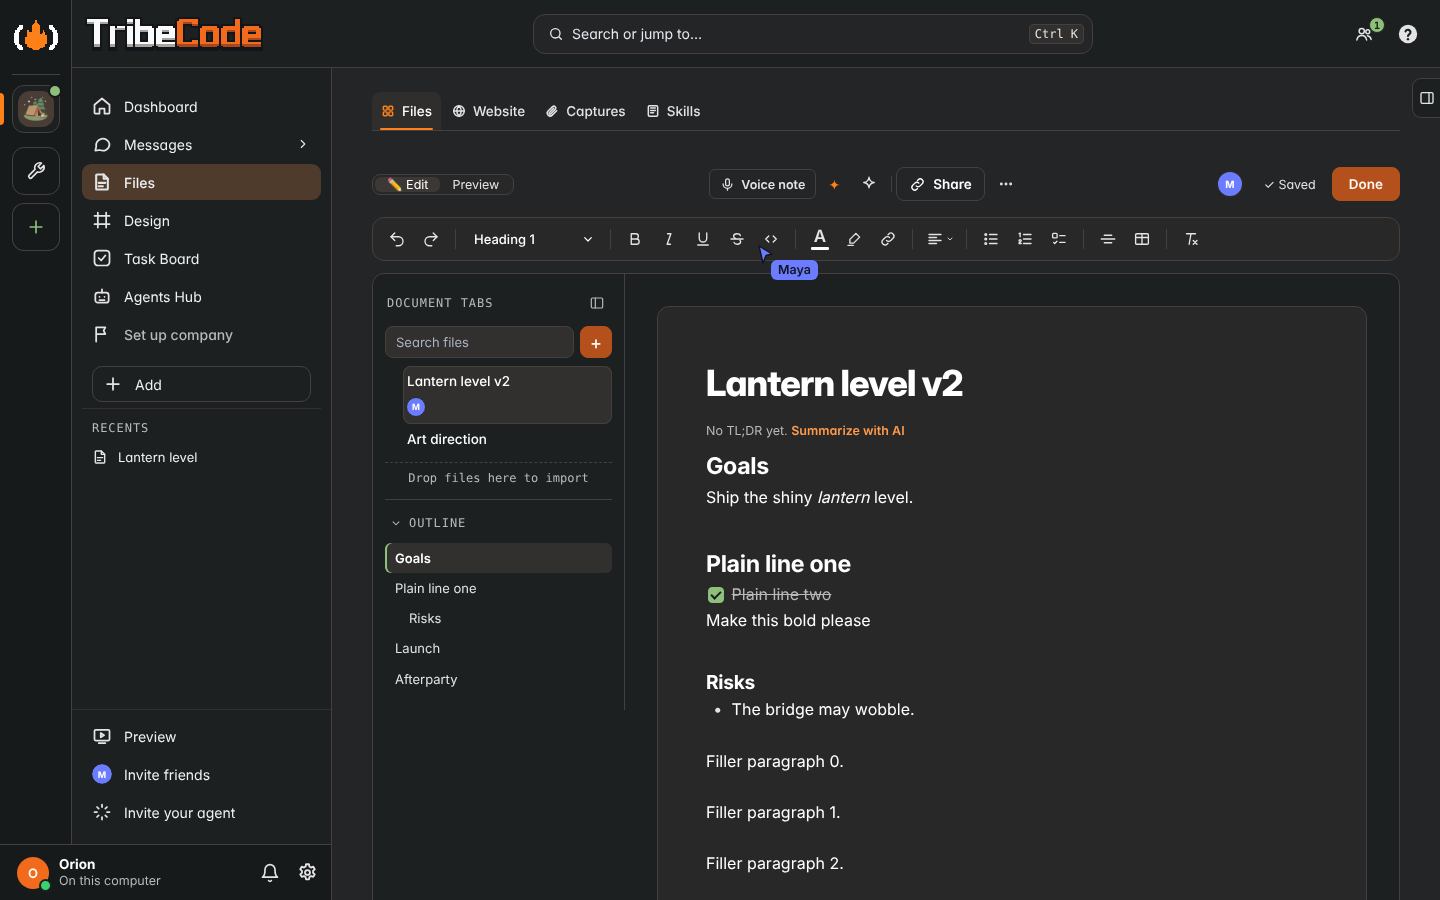 TribeCode
Search or jump to...
Ctrl K
1
Dashboard
Messages
Files
Design
Task Board
Agents Hub
Set up company
Add
RECENTS
Lantern level
Preview
M
Invite friends
Invite your agent
O
Orion
On this computer
Files
Website
Captures
Skills
Edit
Preview
Voice note
Share
M
Saved
Done
Heading 1
B
I
U
S
A
Maya
DOCUMENT TABS
Search files
+
Lantern level v2
M
Art direction
Drop files here to import
OUTLINE
Goals
Plain line one
Risks
Launch
Afterparty
Lantern level v2
No TL;DR yet. Summarize with AI
Goals
Ship the shiny lantern level.
Plain line one
Plain line two
Make this bold please
Risks
• The bridge may wobble.
Filler paragraph 0.
Filler paragraph 1.
Filler paragraph 2.